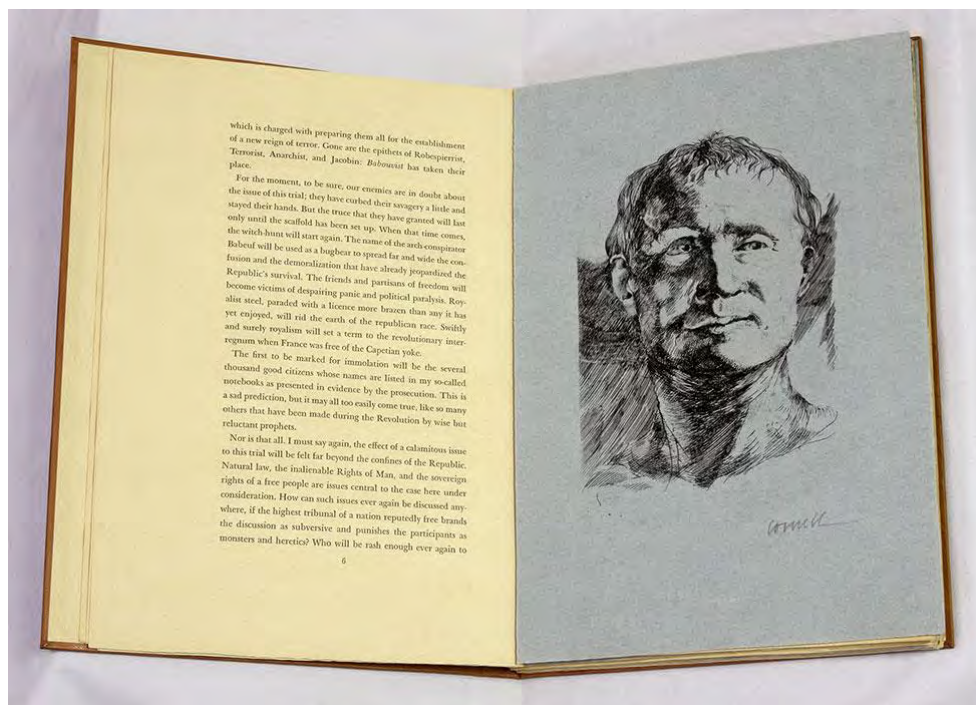 which is charged with preparing them all for the establishment
of a new reign of terror. Gone are the epithets of Robespierrist,
Terrorist, Anarchist, and Jacobin: Babouvist has taken their
place.
For the moment, to be sure, our enemies are in doubt about
the issue of this trial; they have curbed their savagery a little and
stayed their hands. But the truce that they have granted will last
only until the scaffold has been set up. When that time comes,
the witch-hunt will start again. The name of the arch-conspirator
Babeuf will be used as a bugbear to spread far and wide the con-
fusion and the demoralization that have already jeopardized the
Republic's survival. The friends and partisans of freedom will
become victims of despairing panic and political paralysis. Roy-
alist steel, paraded with a licence more brazen than any it has
yet enjoyed, will rid the earth of the republican race. Swiftly
and surely royalism will set a term to the revolutionary inter-
regnum when France was free of the Capetian yoke.
The first to be marked for immolation will be the several
thousand good citizens whose names are listed in my so-called
notebooks as presented in evidence by the prosecution. This is
a sad prediction, but it may all too easily come true, like so many
others that have been made during the Revolution by wise but
reluctant prophets.
Nor is that all. I must say again, the effect of a calamitous issue
to this trial will be felt far beyond the confines of the Republic.
Natural law, the inalienable Rights of Man, and the sovereign
rights of a free people are issues central to the case here under
consideration. How can such issues ever again be discussed any-
where, if the highest tribunal of a nation reputedly free brands
the discussion as subversive and punishes the participants as
monsters and heretics? Who will be rash enough ever again to
6